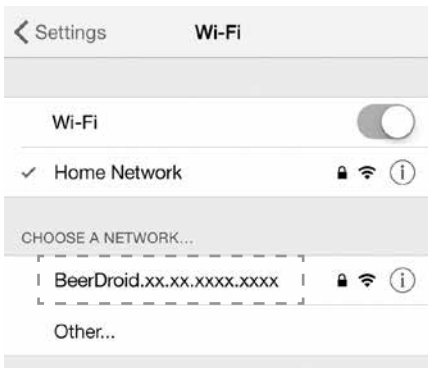 Settings
Wi-Fi
Wi-Fi
Home Network
CHOOSE A NETWORK...
BeerDroid.xx.xx.xxxx.xxxx
Other...